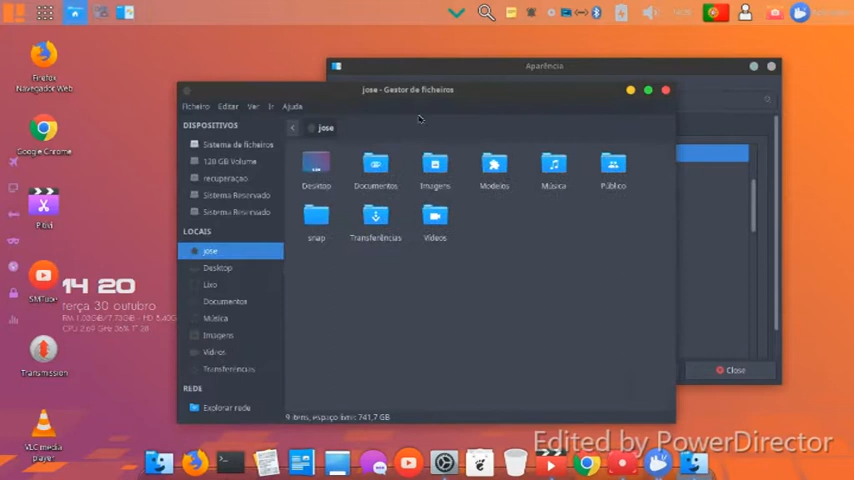 Aparência
jose - Gestor de ficheiros
Ficheiro Editar Ver Ir Ajuda
jose
DISPOSITIVOS
Sistema de ficheiros
128 GB Volume
recuperaçao
Sistema Reservado
Sistema Reservado
LOCAIS
jose
Desktop
Lixo
Documentos
Música
Imagens
Vídeos
Transferências
REDE
Explorar rede
Desktop Documentos Imagens Modelos Música Público
snap Transferências Vídeos
9 itens, espaço livre: 741,7 GB
Close
Firefox
Navegador Web
Google Chrome
Pitivi
SMTube
Transmission
VLC media
player
14 20
terça 30 outubro
Edited by PowerDirector